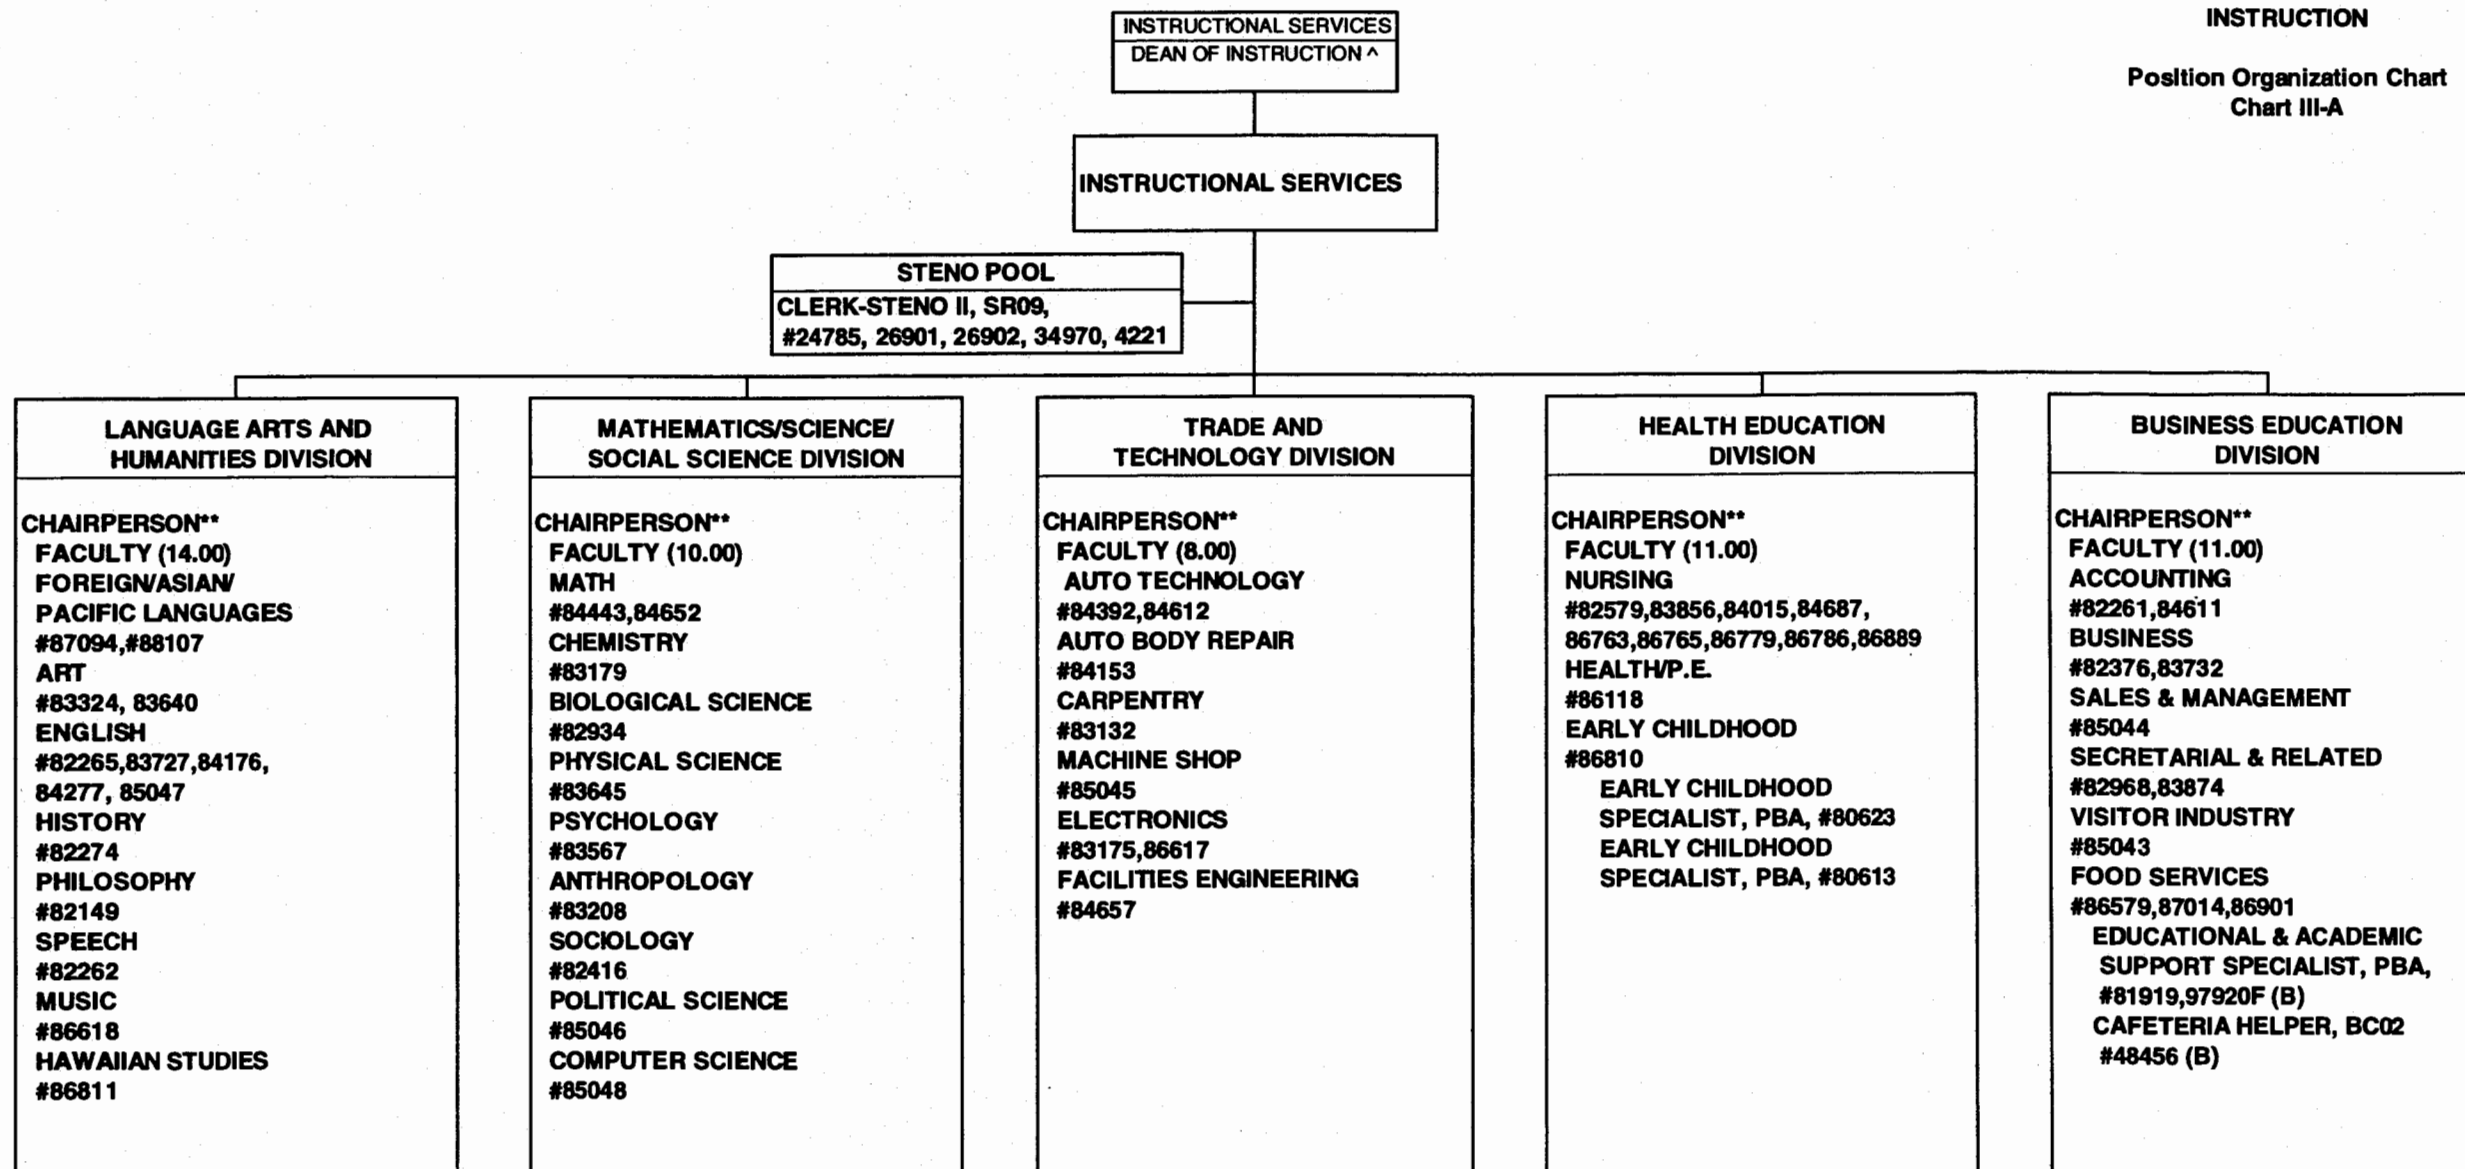 INSTRUCTION
Position Organization Chart
Chart III-A
INSTRUCTIONAL SERVICES
DEAN OF INSTRUCTION ^
INSTRUCTIONAL SERVICES
STENO POOL
CLERK-STENO II, SR09,
#24785, 26901, 26902, 34970, 4221
LANGUAGE ARTS AND
HUMANITIES DIVISION
CHAIRPERSON**
FACULTY (14.00)
FOREIGN/ASIAN/
PACIFIC LANGUAGES
#87094,#88107
ART
#83324, 83640
ENGLISH
#82265,83727,84176,
84277, 85047
HISTORY
#82274
PHILOSOPHY
#82149
SPEECH
#82262
MUSIC
#86618
HAWAIIAN STUDIES
#86811
MATHEMATICS/SCIENCE/
SOCIAL SCIENCE DIVISION
CHAIRPERSON**
FACULTY (10.00)
MATH
#84443,84652
CHEMISTRY
#83179
BIOLOGICAL SCIENCE
#82934
PHYSICAL SCIENCE
#83645
PSYCHOLOGY
#83567
ANTHROPOLOGY
#83208
SOCIOLOGY
#82416
POLITICAL SCIENCE
#85046
COMPUTER SCIENCE
#85048
TRADE AND
TECHNOLOGY DIVISION
CHAIRPERSON**
FACULTY (8.00)
AUTO TECHNOLOGY
#84392,84612
AUTO BODY REPAIR
#84153
CARPENTRY
#83132
MACHINE SHOP
#85045
ELECTRONICS
#83175,86617
FACILITIES ENGINEERING
#84657
HEALTH EDUCATION
DIVISION
CHAIRPERSON**
FACULTY (11.00)
NURSING
#82579,83856,84015,84687,
86763,86765,86779,86786,86889
HEALTH/P.E.
#86118
EARLY CHILDHOOD
#86810
EARLY CHILDHOOD
SPECIALIST, PBA, #80623
EARLY CHILDHOOD
SPECIALIST, PBA, #80613
BUSINESS EDUCATION
DIVISION
CHAIRPERSON**
FACULTY (11.00)
ACCOUNTING
#82261,84611
BUSINESS
#82376,83732
SALES & MANAGEMENT
#85044
SECRETARIAL & RELATED
#82968,83874
VISITOR INDUSTRY
#85043
FOOD SERVICES
#86579,87014,86901
EDUCATIONAL & ACADEMIC
SUPPORT SPECIALIST, PBA,
#81919,97920F (B)
CAFETERIA HELPER, BC02
#48456 (B)